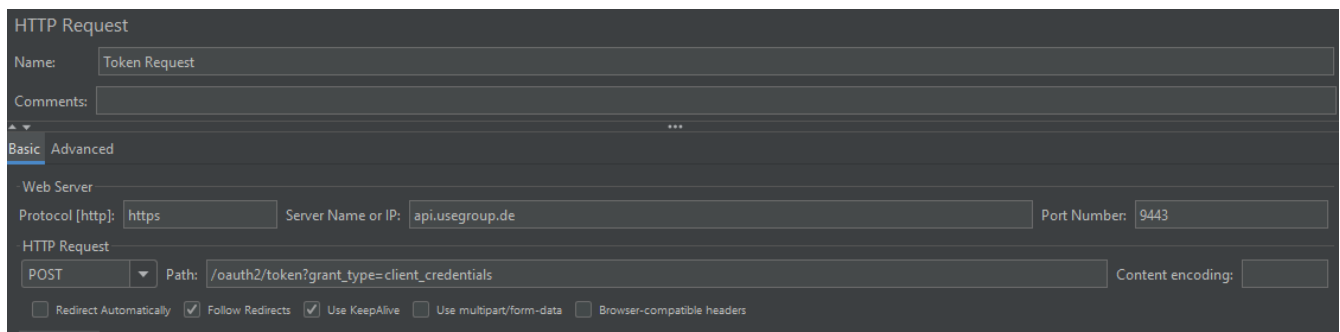 HTTP Request
Name: Token Request
Comments:
Basic Advanced
Web Server
Protocol [http]: https Server Name or IP: api.usegroup.de Port Number: 9443
HTTP Request
POST Path: /oauth2/token?grant_type=client_credentials Content encoding:
Redirect Automatically Follow Redirects Use KeepAlive Use multipart/form-data Browser-compatible headers